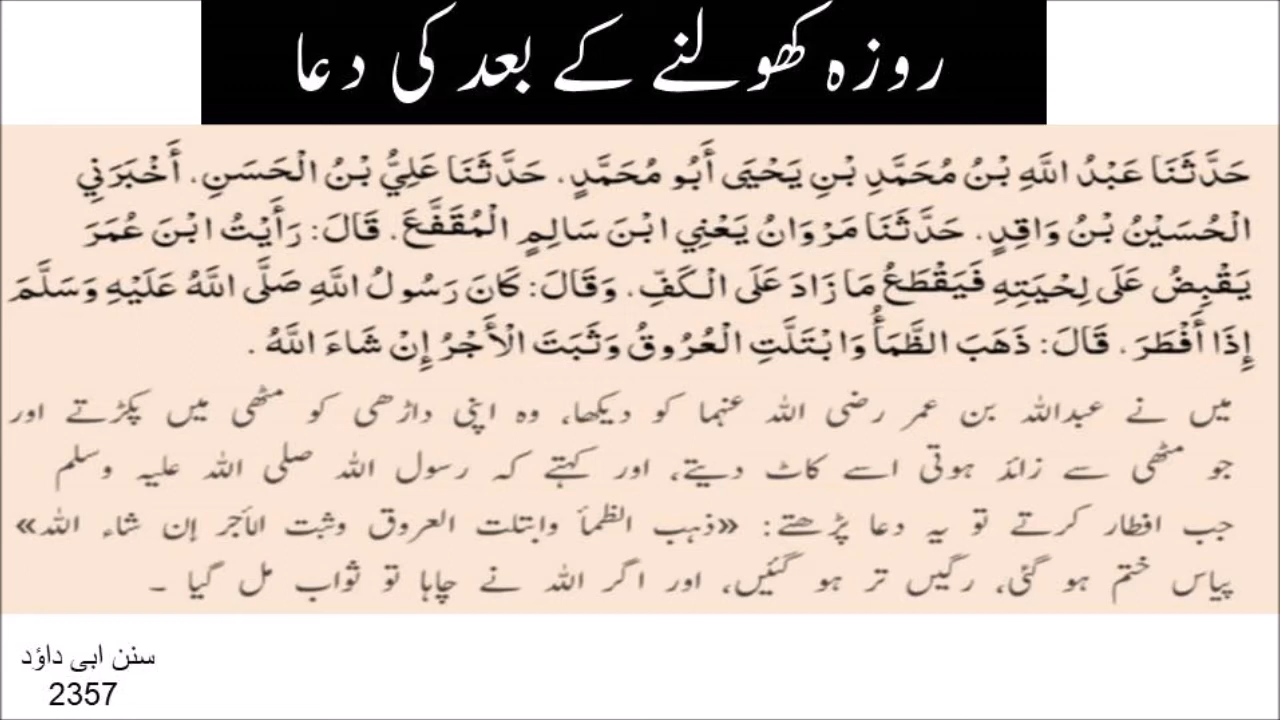 روزہ کھولنے کے بعد کی دعا
حَدَّثَنَا عَبْدُ اللَّهِ بْنُ مُحَمَّدِ بْنِ يَحْيَى أَبُو مُحَمَّدٍ. حَدَّثَنَا عَلِيُّ بْنُ الْحَسَنِ. أَخْبَرَنِي
الْحُسَيْنُ بْنُ وَاقِدٍ. حَدَّثَنَا مَرْوَانُ يَعْنِي ابْنَ سَالِمٍ الْمُقَفَّعَ. قَالَ: رَأَيْتُ ابْنَ عُمَرَ
يَقْبِضُ عَلَى لِحْيَتِهِ فَيَقْطَعُ مَا زَادَ عَلَى الْكَفِّ. وَقَالَ: كَانَ رَسُولُ اللَّهِ صَلَّى اللَّهُ عَلَيْهِ وَسَلَّمَ
إِذَا أَفْطَرَ. قَالَ: ذَهَبَ الظَّمَأُ وَابْتَلَّتِ الْعُرُوقُ وَثَبَتَ الْأَجْرُ إِنْ شَاءَ اللَّهُ .
میں نے عبداللہ بن عمر رضی اللہ عنہما کو دیکھا، وہ اپنی داڑھی کو مٹھی میں پکڑتے اور
جو مٹھی سے زائد ہوتی اسے کاٹ دیتے، اور کہتے کہ رسول اللہ صلی اللہ علیہ وسلم
جب افطار کرتے تو یہ دعا پڑھتے: «ذہب الظمأ وابتلت العروق وثبت الأجر إن شاء اللہ»
پیاس ختم ہو گئی، رگیں تر ہو گئیں، اور اگر اللہ نے چاہا تو ثواب مل گیا ۔
سنن ابی داؤد
2357